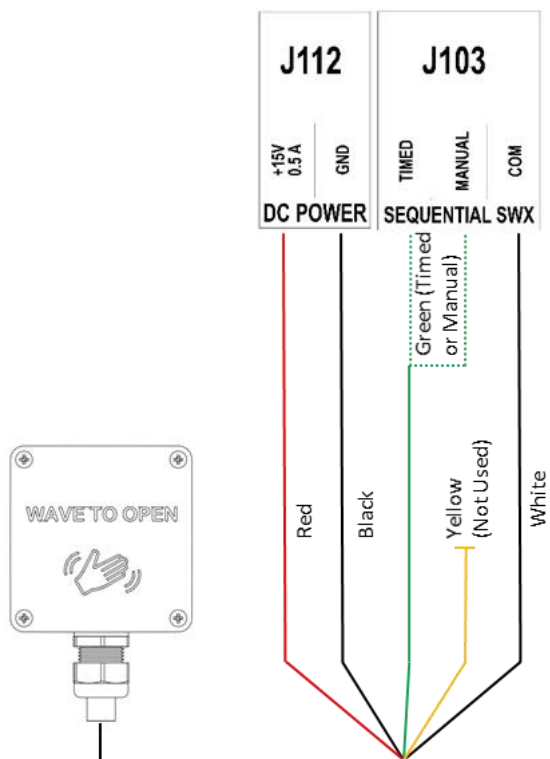 J112
J103
+15V
0.5 A
GND
TIMED
MANUAL
COM
DC POWER
SEQUENTIAL SWX
Green (Timed
or Manual)
Red
Black
Yellow
(Not Used)
White
WAVE TO OPEN